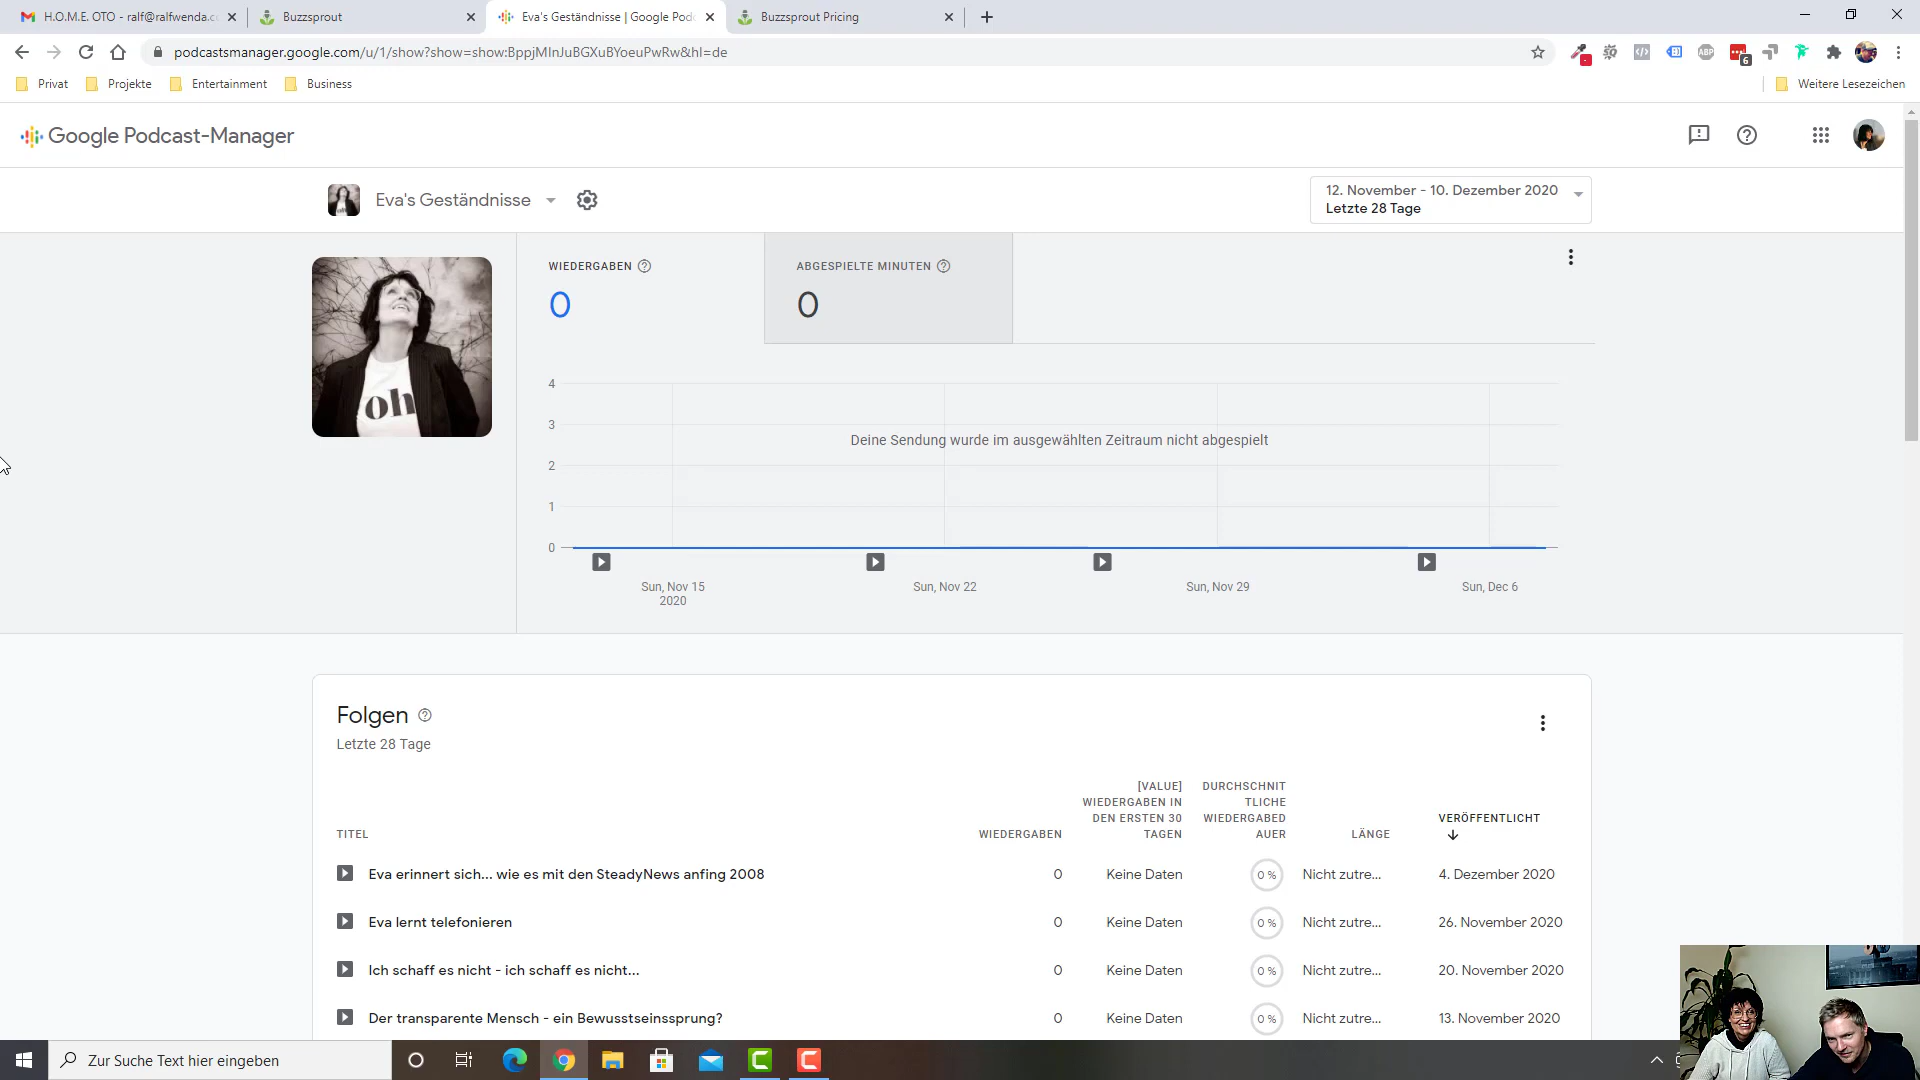 H.O.M.E. OTO - ralf@ralfwenda.c
Buzzsprout
Eva's Geständnisse | Google Pod
Buzzsprout Pricing
podcastsmanager.google.com/u/1/show?show=show:BppjMInJuBGXuBYoeuPwRw&hl=de
ABP
6
Privat
Projekte
Entertainment
Business
Weitere Lesezeichen
Google Podcast-Manager
Eva's Geständnisse
12. November - 10. Dezember 2020
Letzte 28 Tage
oh
oh
WIEDERGABEN
0
ABGESPIELTE MINUTEN
0
4
3
2
1
0
Deine Sendung wurde im ausgewählten Zeitraum nicht abgespielt
Sun, Nov 15
2020
Sun, Nov 22
Sun, Nov 29
Sun, Dec 6
Folgen
Letzte 28 Tage
TITEL
WIEDERGABEN
[VALUE]
WIEDERGABEN IN
DEN ERSTEN 30
TAGEN
DURCHSCHNIT
TLICHE
WIEDERGABED
AUER
LÄNGE
VERÖFFENTLICHT
Eva erinnert sich... wie es mit den SteadyNews anfing 2008 0 Keine Daten 0 % Nicht zutre... 4. Dezember 2020
Eva lernt telefonieren 0 Keine Daten 0 % Nicht zutre... 26. November 2020
Ich schaff es nicht - ich schaff es nicht... 0 Keine Daten 0 % Nicht zutre... 20. November 2020
Der transparente Mensch - ein Bewusstseinssprung? 0 Keine Daten 0 % Nicht zutre... 13. November 2020
Zur Suche Text hier eingeben